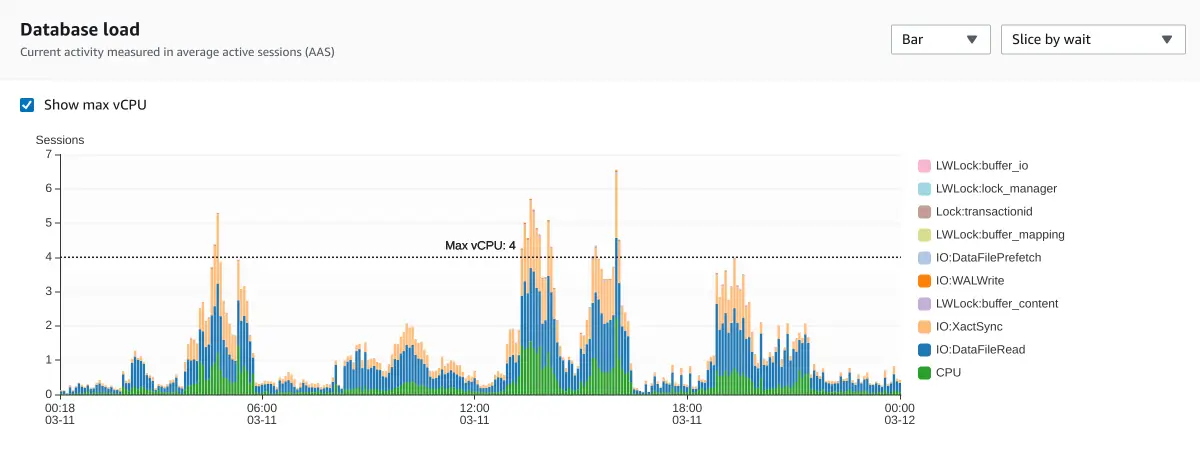 Database load
Current activity measured in average active sessions (AAS)
Bar
Slice by wait
Show max vCPU
Sessions
7
6
5
4
3
2
1
0
Max vCPU: 4
00:18
03-11
06:00
03-11
12:00
03-11
18:00
03-11
00:00
03-12
LWLock:buffer_io
LWLock:lock_manager
Lock:transactionid
LWLock:buffer_mapping
IO:DataFilePrefetch
IO:WALWrite
LWLock:buffer_content
IO:XactSync
IO:DataFileRead
CPU